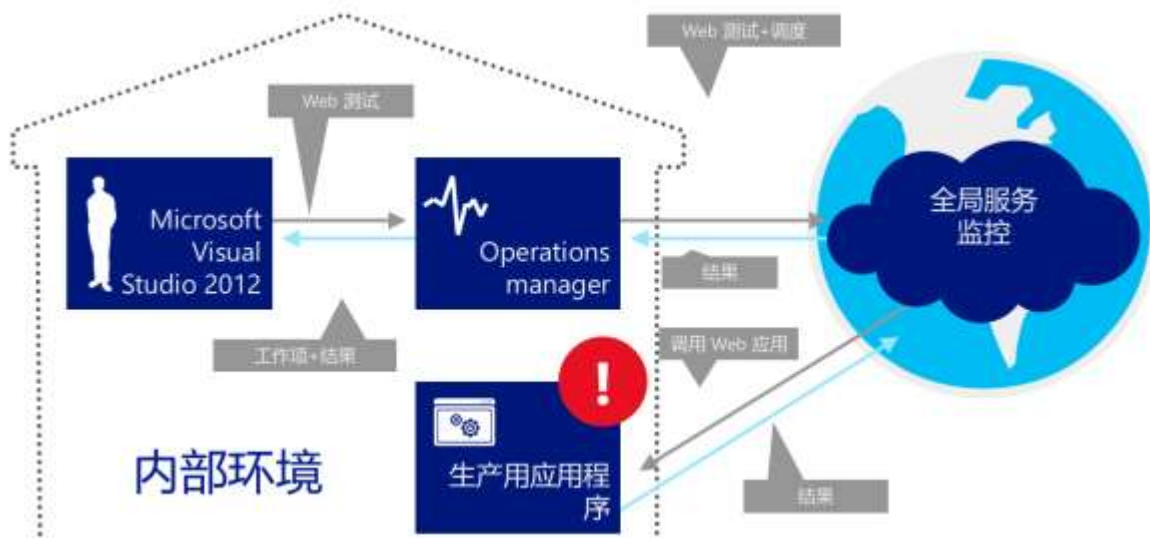 Web 测试+调度
Web 测试
Microsoft
Visual
Studio 2012
Operations
manager
全局服务
监控
结果
工作项+结果
调用 Web 应用
!
内部环境
生产用应用程
序
结果